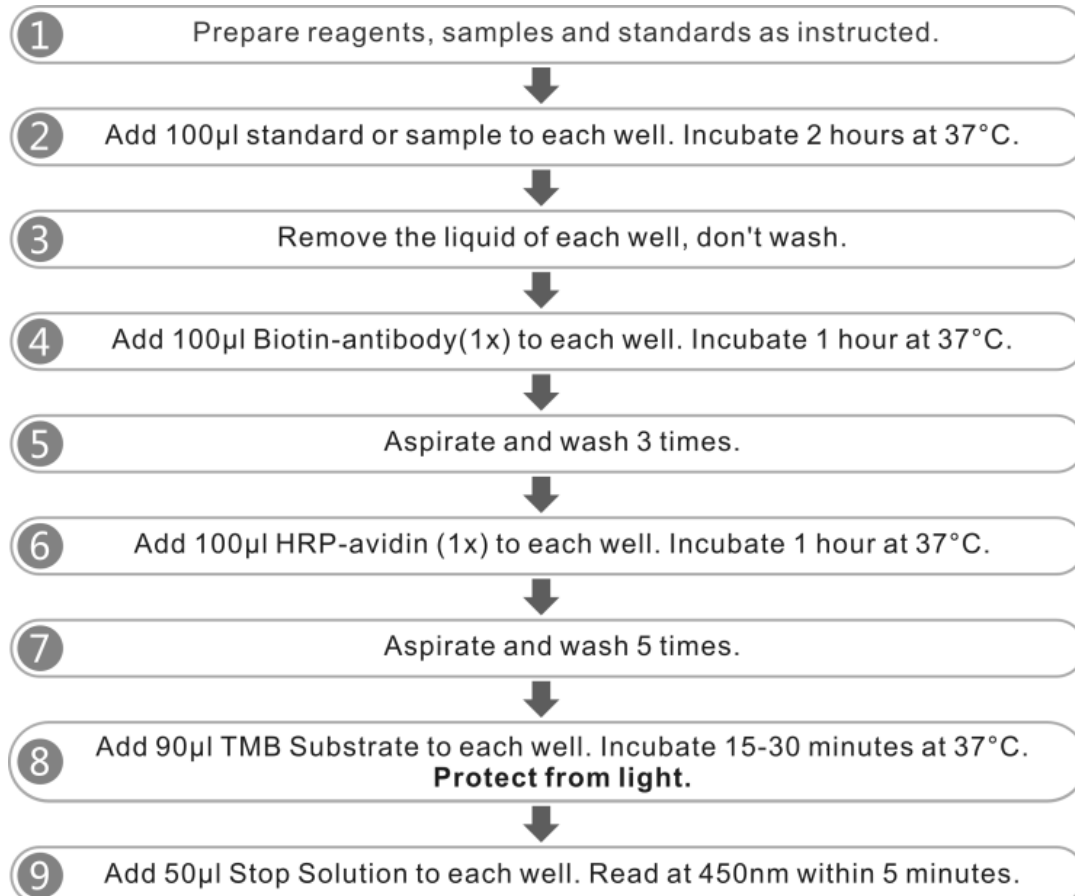 1 Prepare reagents, samples and standards as instructed.
2 Add 100µl standard or sample to each well. Incubate 2 hours at 37°C.
3 Remove the liquid of each well, don't wash.
4 Add 100µl Biotin-antibody(1x) to each well. Incubate 1 hour at 37°C.
5 Aspirate and wash 3 times.
6 Add 100µl HRP-avidin (1x) to each well. Incubate 1 hour at 37°C.
7 Aspirate and wash 5 times.
8 Add 90µl TMB Substrate to each well. Incubate 15-30 minutes at 37°C.
Protect from light.
9 Add 50µl Stop Solution to each well. Read at 450nm within 5 minutes.